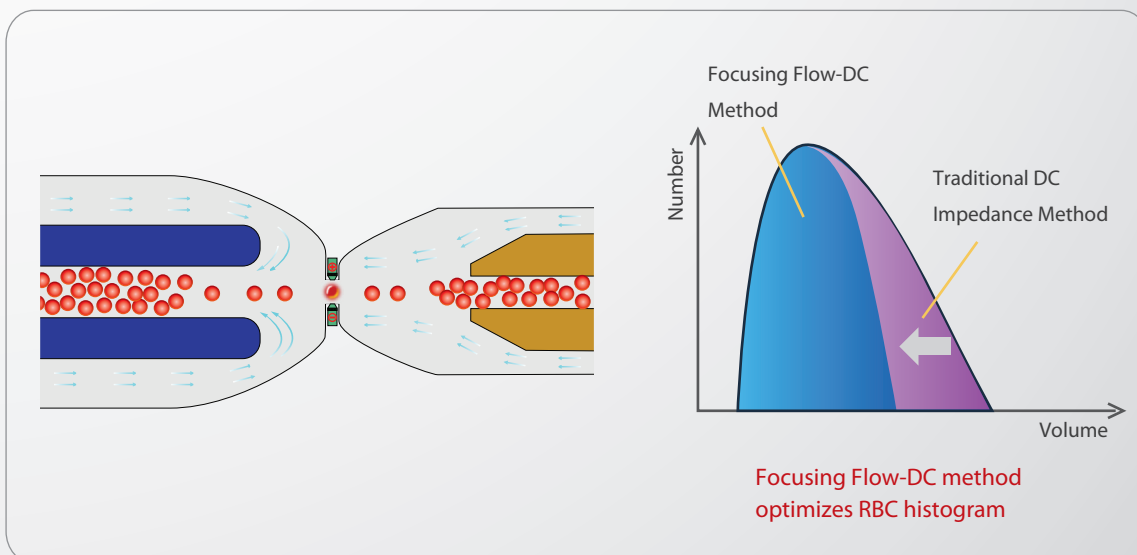 Focusing Flow-DC
Method
Number
Traditional DC
Impedance Method
Volume
Focusing Flow-DC method
optimizes RBC histogram